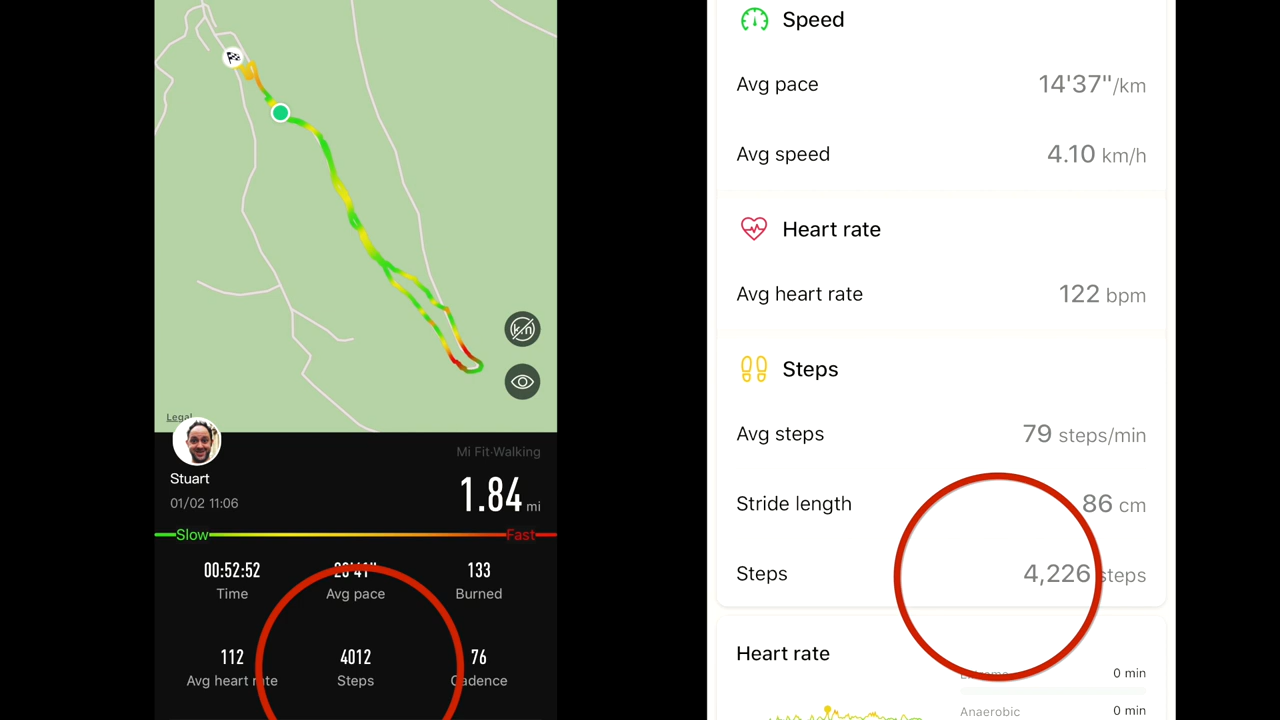 Legal
Stuart
01/02 11:06
Mi Fit·Walking
1.84 mi
Slow
Fast
00:52:52
Time
Avg pace
133
Burned
112
Avg heart rate
4012
Steps
76
Cadence
Speed
Avg pace 14'37"/km
Avg speed 4.10 km/h
Heart rate
Avg heart rate 122 bpm
Steps
Avg steps 79 steps/min
Stride length 86 cm
Steps 4,226 steps
Heart rate
Extreme 0 min
Anaerobic 0 min